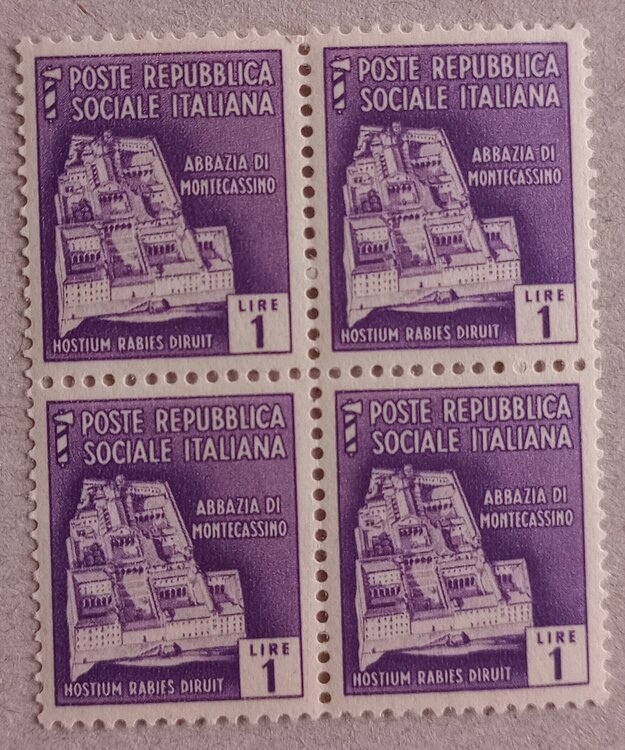 POSTE REPUBBLICA
SOCIALE ITALIANA
ABBAZIA DI
MONTECASSINO
LIRE
1
HOSTIUM RABIES DIRUIT
POSTE REPUBBLICA
SOCIALE ITALIANA
ABBAZIA DI
MONTECASSINO
LIRE
1
HOSTIUM RABIES DIRUIT
POSTE REPUBBLICA
SOCIALE ITALIANA
ABBAZIA DI
MONTECASSINO
LIRE
1
HOSTIUM RABIES DIRUIT
POSTE REPUBBLICA
SOCIALE ITALIANA
ABBAZIA DI
MONTECASSINO
LIRE
1
HOSTIUM RABIES DIRUIT